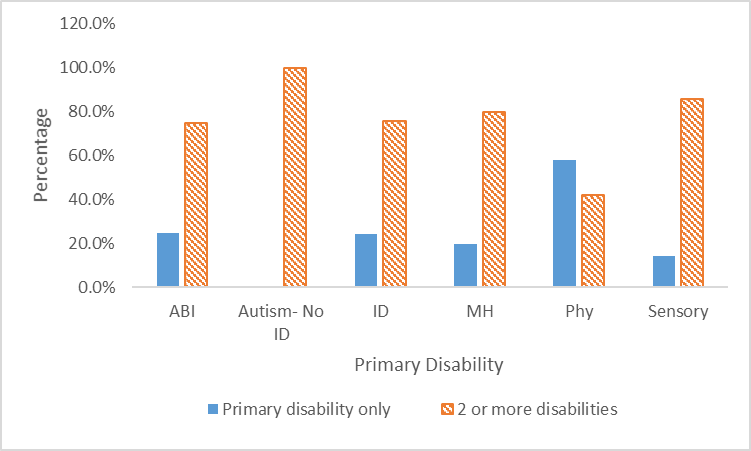 120.0%
100.0%
80.0%
60.0%
40.0%
20.0%
0.0%
Percentage
ABI
Autism- No
ID
ID
MH
Phy
Sensory
Primary Disability
Primary disability only
2 or more disabilities